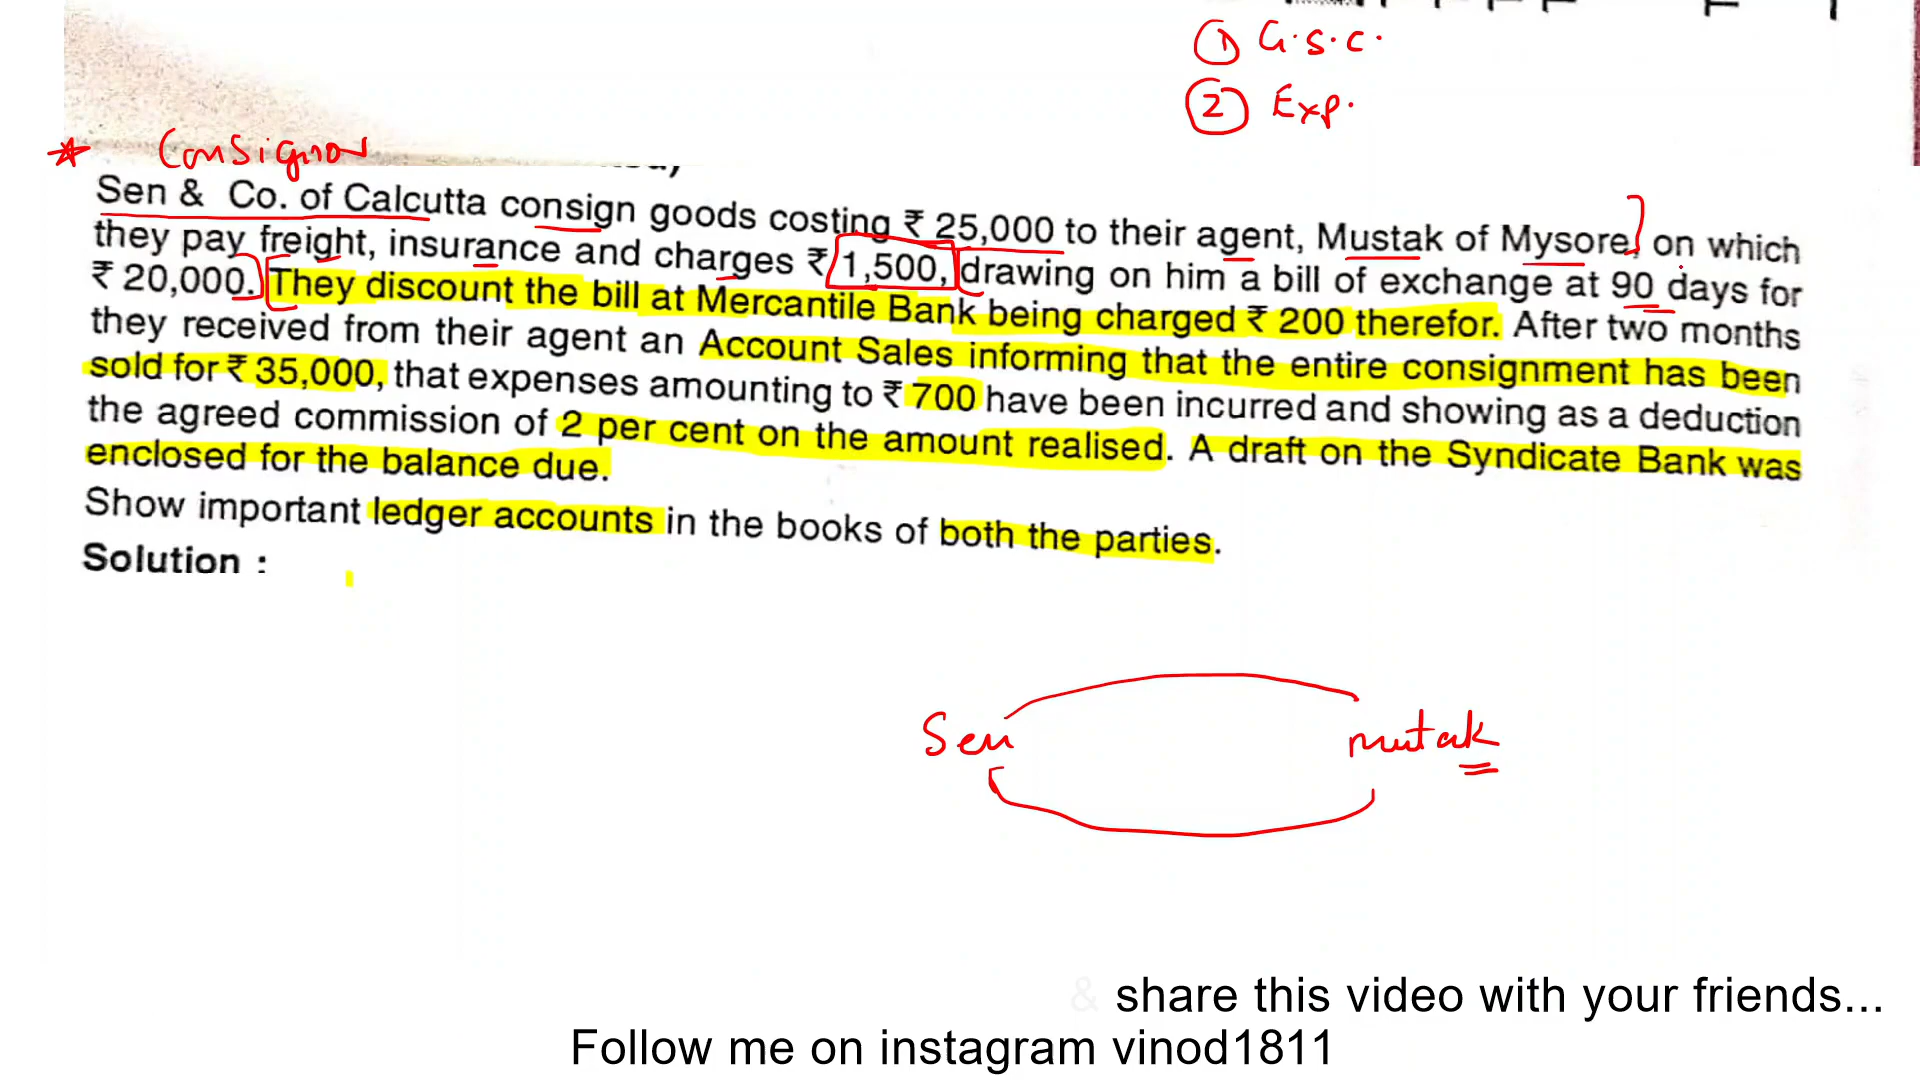 ① G.S.C.
② Exp.
* Consignor
Sen & Co. of Calcutta consign goods costing ₹ 25,000 to their agent, Mustak of Mysore, on which
they pay freight, insurance and charges ₹ 1,500, drawing on him a bill of exchange at 90 days for
₹ 20,000. They discount the bill at Mercantile Bank being charged ₹ 200 therefor. After two months
they received from their agent an Account Sales informing that the entire consignment has been
sold for ₹ 35,000, that expenses amounting to ₹ 700 have been incurred and showing as a deduction
the agreed commission of 2 per cent on the amount realised. A draft on the Syndicate Bank was
enclosed for the balance due.
Show important ledger accounts in the books of both the parties.
Solution :
Sen mutak
& share this video with your friends...
Follow me on instagram vinod1811